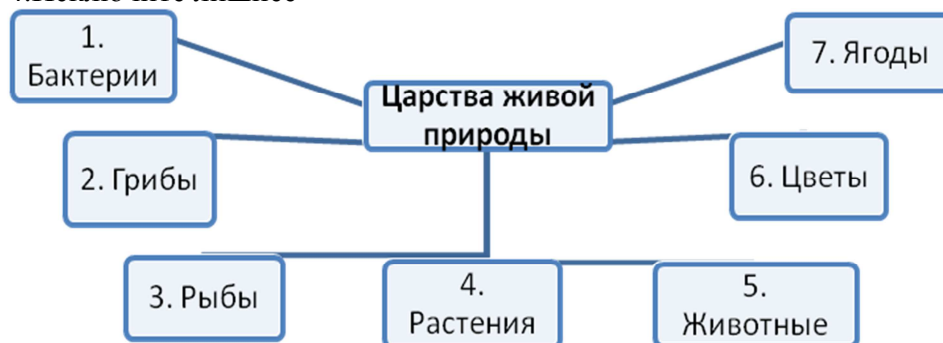 1.
Бактерии
7. Ягоды
Царства живой
природы
2. Грибы
6. Цветы
3. Рыбы
4.
Растения
5.
Животные